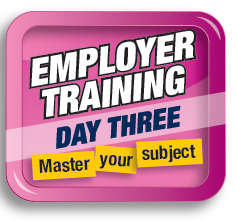 EMPLOYER
TRAINING
DAY THREE
Master your subject